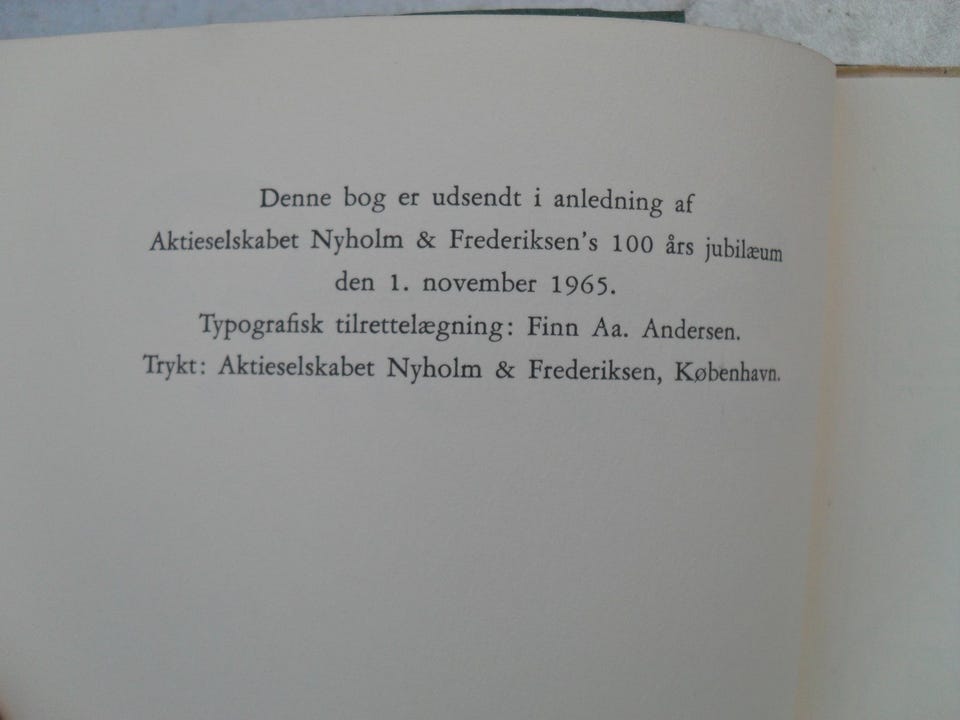 Denne bog er udsendt i anledning af
Aktieselskabet Nyholm & Frederiksen's 100 års jubilæum
den 1. november 1965.
Typografisk tilrettelægning: Finn Aa. Andersen.
Trykt: Aktieselskabet Nyholm & Frederiksen, København.